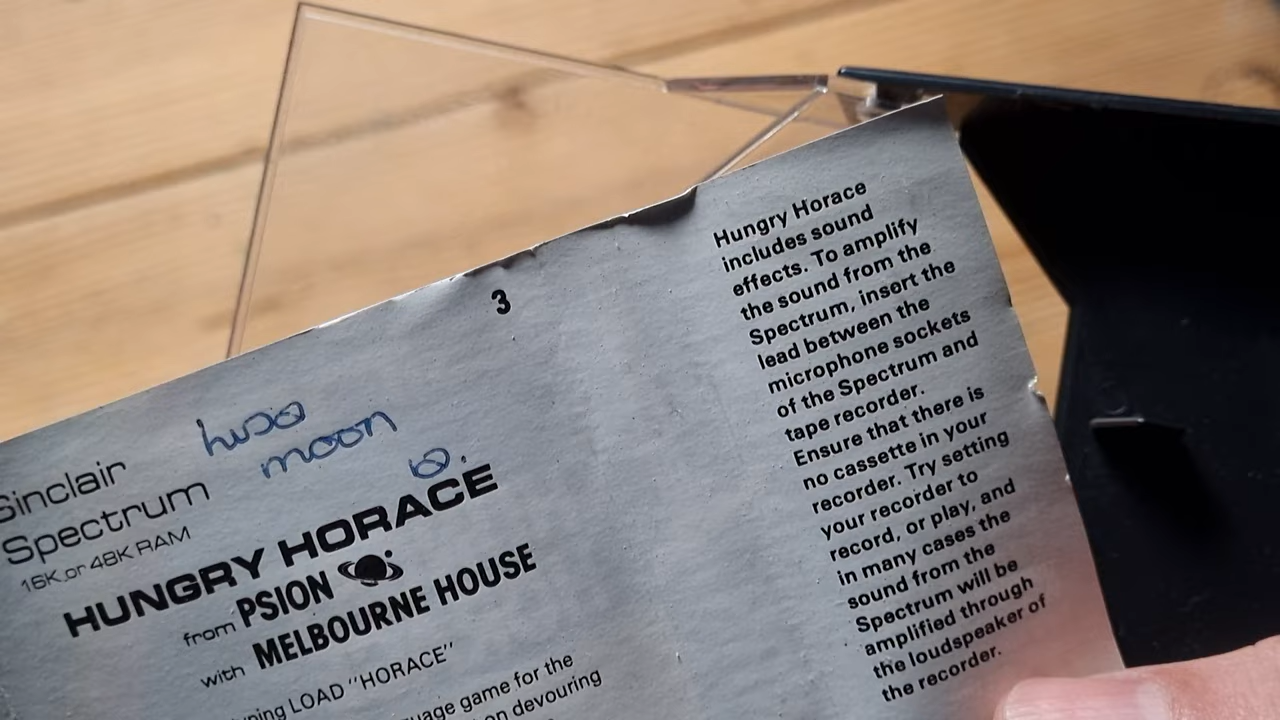 3
moon
Sinclair
Spectrum
16K or 48K RAM
HUNGRY HORACE
from PSION
with MELBOURNE HOUSE
LOAD "HORACE"
game for the
devouring
Hungry Horace
includes sound
effects. To amplify
the sound from the
Spectrum, insert the
lead between the
microphone sockets
of the Spectrum and
tape recorder.
Ensure that there is
no cassette in your
recorder. Try setting
your recorder to
record, or play, and
in many cases the
sound from the
Spectrum will be
amplified through
the loudspeaker of
the recorder.